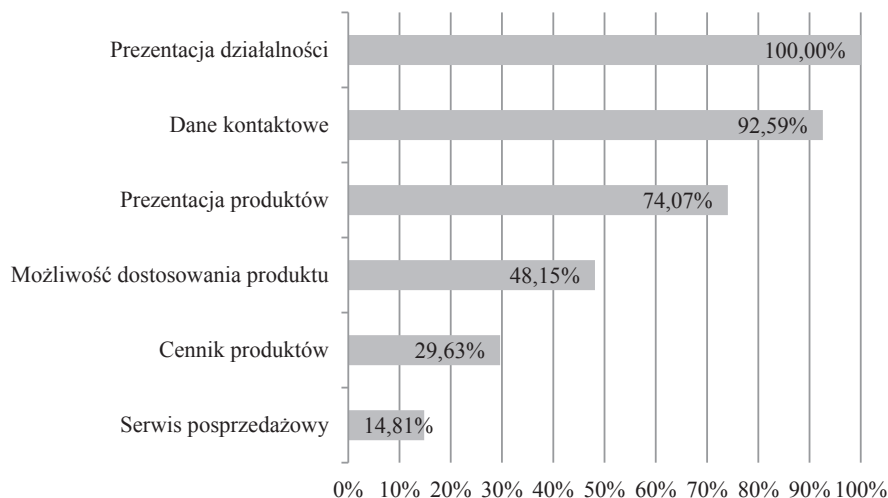 Prezentacja działalności 100,00%
Dane kontaktowe 92,59%
Prezentacja produktów 74,07%
Możliwość dostosowania produktu 48,15%
Cennik produktów 29,63%
Serwis posprzedażowy 14,81%
0% 10% 20% 30% 40% 50% 60% 70% 80% 90% 100%